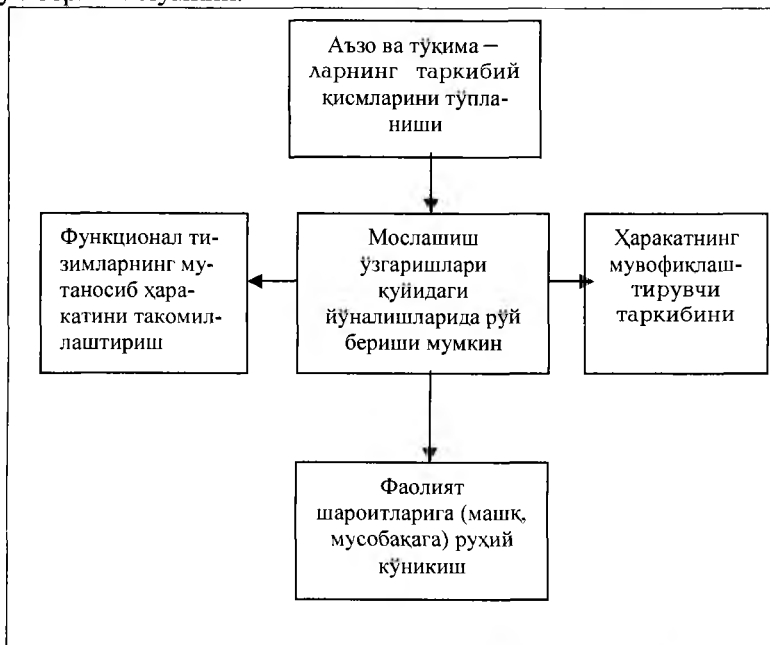 Аъзо ва тўқима –
ларнинг таркибий
қисмларини тўпла-
ниши
Функционал ти-
зимларнинг му-
таносиб ҳара-
катини такомил-
лаштириш
Мослашиш
ўзгаришлари
қуйидаги
йўналишларида рўй
бериши мумкин
Ҳаракатнинг
мувофиқлаш-
тирувчи
таркибини
Фаолият
шароитларига (машқ,
мусобақага) руҳий
кўникиш